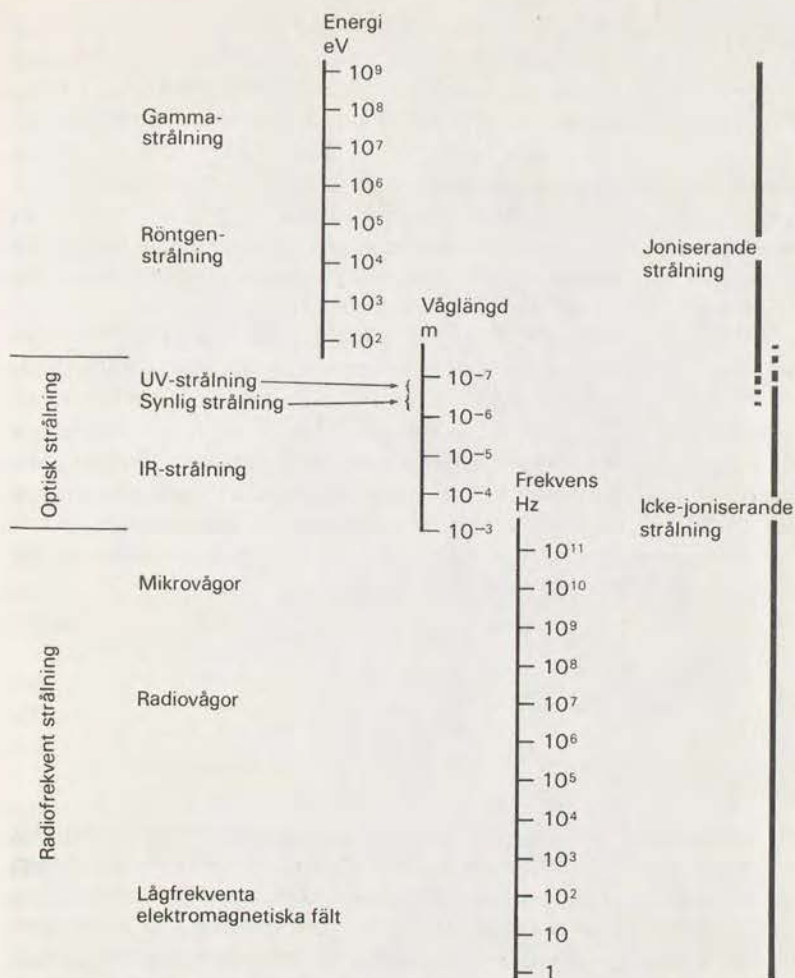 Energi
eV
10⁹
Gamma-
strålning
10⁸
10⁷
10⁶
Röntgen-
strålning
10⁵
10⁴
10³
10²
Joniserande
strålning
Våglängd
m
Optisk strålning
UV-strålning
Synlig strålning
IR-strålning
10⁻⁷
10⁻⁶
10⁻⁵
10⁻⁴
10⁻³
Icke-joniserande
strålning
Frekvens
Hz
Radiofrekvent strålning
Mikrovågor
Radiovågor
Lågfrekventa
elektromagnetiska fält
10¹¹
10¹⁰
10⁹
10⁸
10⁷
10⁶
10⁵
10⁴
10³
10²
10
1